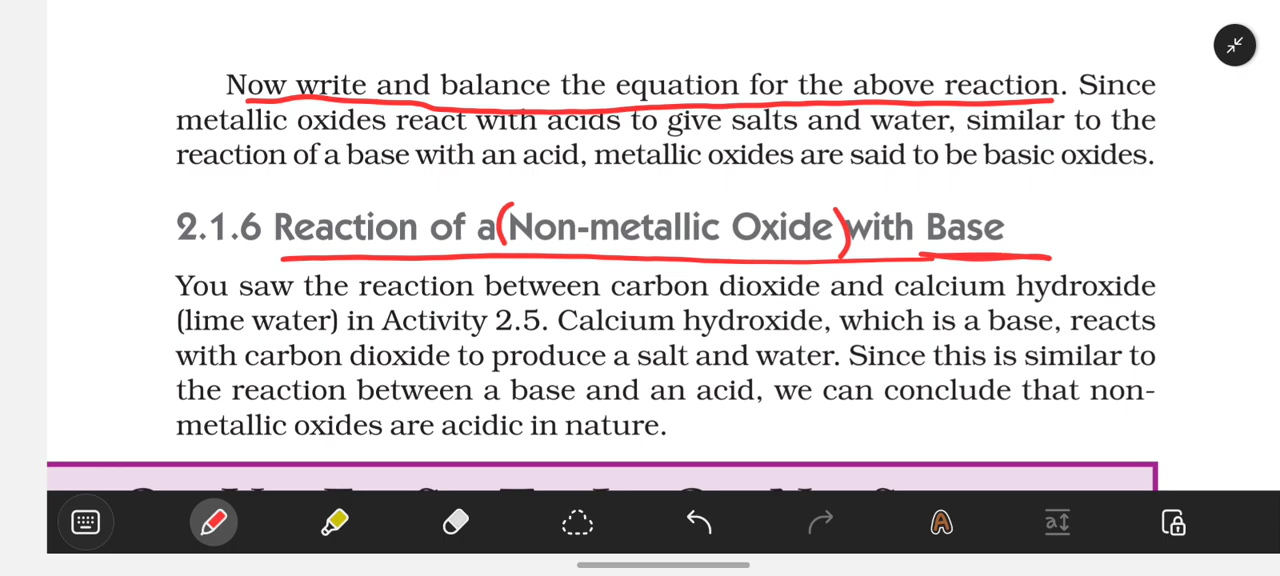 Now write and balance the equation for the above reaction. Since
metallic oxides react with acids to give salts and water, similar to the
reaction of a base with an acid, metallic oxides are said to be basic oxides.
2.1.6 Reaction of a (Non-metallic Oxide) with Base
You saw the reaction between carbon dioxide and calcium hydroxide
(lime water) in Activity 2.5. Calcium hydroxide, which is a base, reacts
with carbon dioxide to produce a salt and water. Since this is similar to
the reaction between a base and an acid, we can conclude that non-
metallic oxides are acidic in nature.